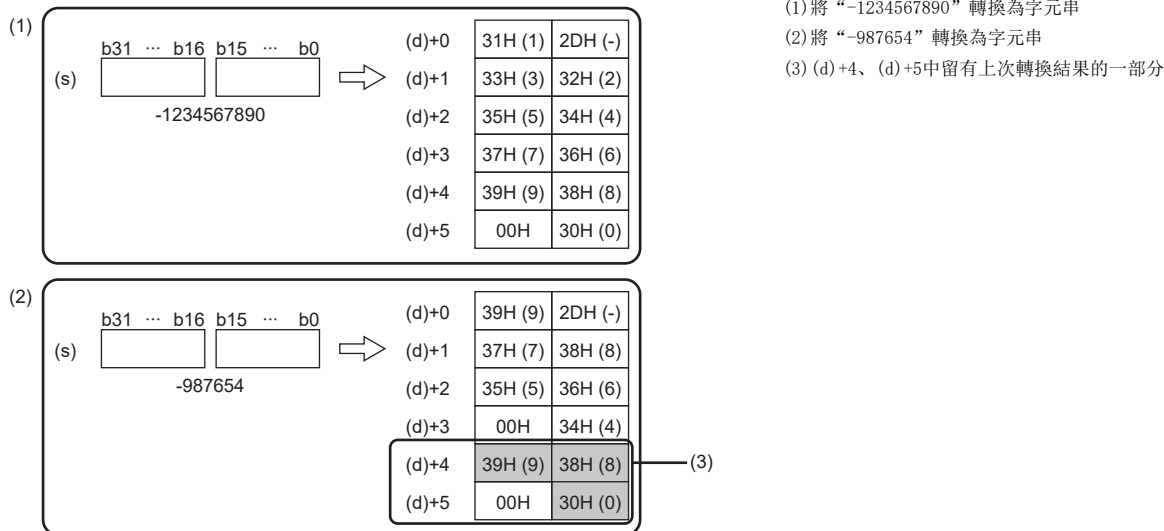 (1)將“-1234567890”轉換為字元串
(2)將“-987654”轉換為字元串
(3)(d)+4、(d)+5中留有上次轉換結果的一部分
(1)
b31 ··· b16 b15 ··· b0
(s)
-1234567890
(d)+0 31H (1) 2DH (-)
(d)+1 33H (3) 32H (2)
(d)+2 35H (5) 34H (4)
(d)+3 37H (7) 36H (6)
(d)+4 39H (9) 38H (8)
(d)+5 00H 30H (0)
(2)
b31 ··· b16 b15 ··· b0
(s)
-987654
(d)+0 39H (9) 2DH (-)
(d)+1 37H (7) 38H (8)
(d)+2 35H (5) 36H (6)
(d)+3 00H 34H (4)
(d)+4 39H (9) 38H (8)
(d)+5 00H 30H (0)
(3)